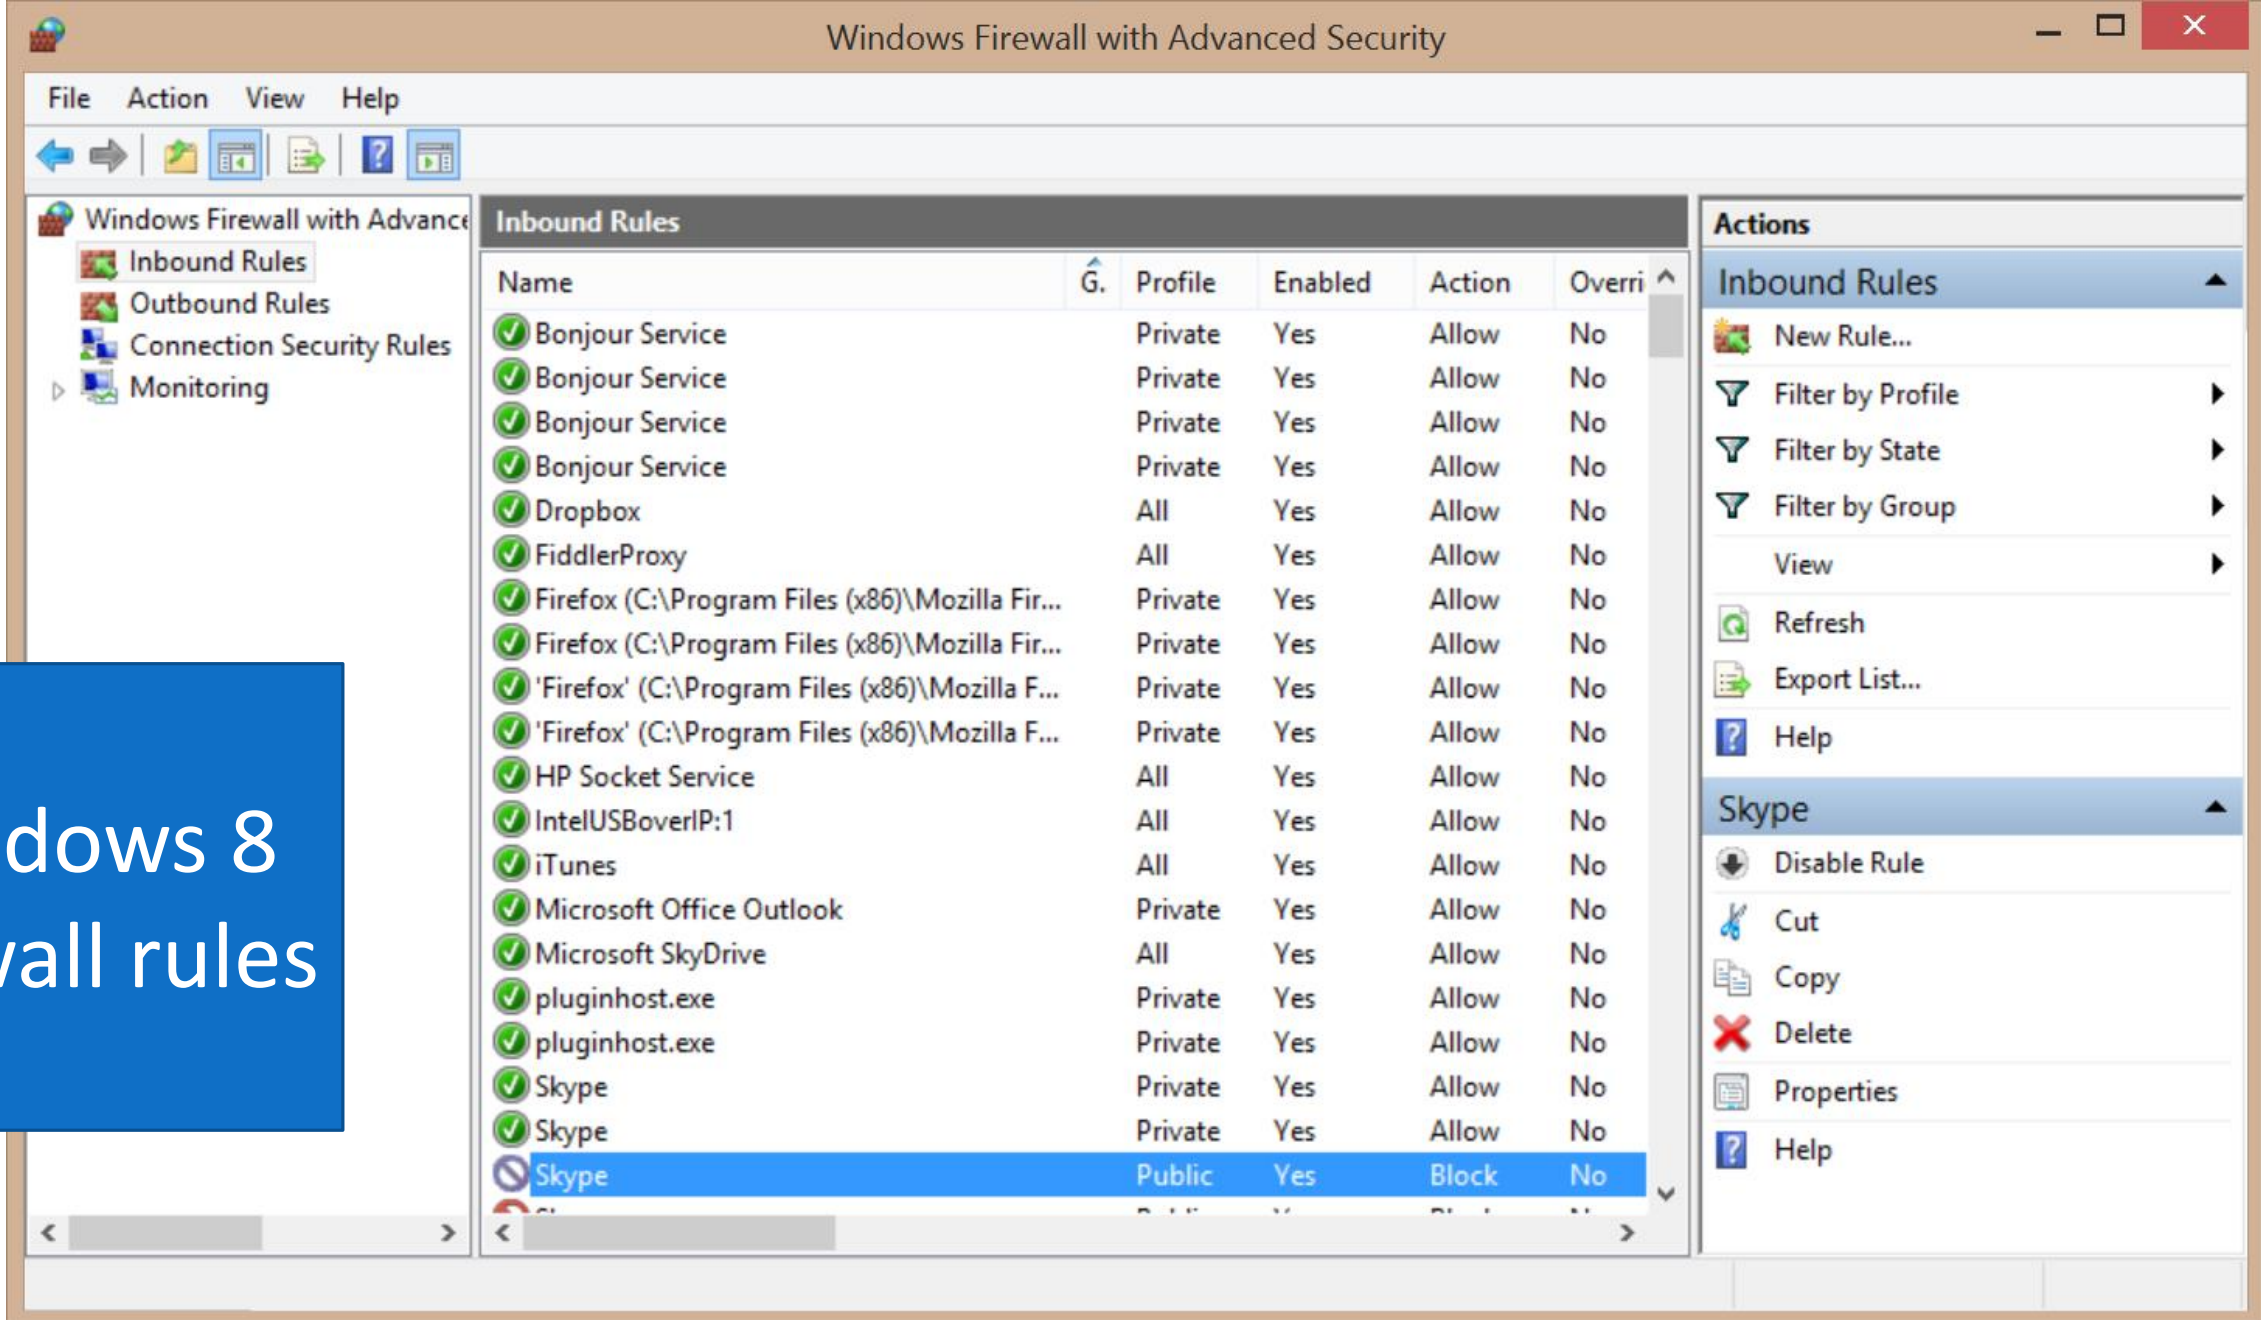 Windows Firewall with Advanced Security
File Action View Help
Windows Firewall with Advance
Inbound Rules
Outbound Rules
Connection Security Rules
Monitoring
dows 8
wall rules
Inbound Rules
Name G. Profile Enabled Action Overri
Bonjour Service Private Yes Allow No
Bonjour Service Private Yes Allow No
Bonjour Service Private Yes Allow No
Bonjour Service Private Yes Allow No
Dropbox All Yes Allow No
FiddlerProxy All Yes Allow No
Firefox (C:\Program Files (x86)\Mozilla Fir... Private Yes Allow No
Firefox (C:\Program Files (x86)\Mozilla Fir... Private Yes Allow No
'Firefox' (C:\Program Files (x86)\Mozilla F... Private Yes Allow No
'Firefox' (C:\Program Files (x86)\Mozilla F... Private Yes Allow No
HP Socket Service All Yes Allow No
IntelUSBoverIP:1 All Yes Allow No
iTunes All Yes Allow No
Microsoft Office Outlook Private Yes Allow No
Microsoft SkyDrive All Yes Allow No
pluginhost.exe Private Yes Allow No
pluginhost.exe Private Yes Allow No
Skype Private Yes Allow No
Skype Private Yes Allow No
Skype Public Yes Block No
Actions
Inbound Rules
New Rule...
Filter by Profile
Filter by State
Filter by Group
View
Refresh
Export List...
Help
Skype
Disable Rule
Cut
Copy
Delete
Properties
Help